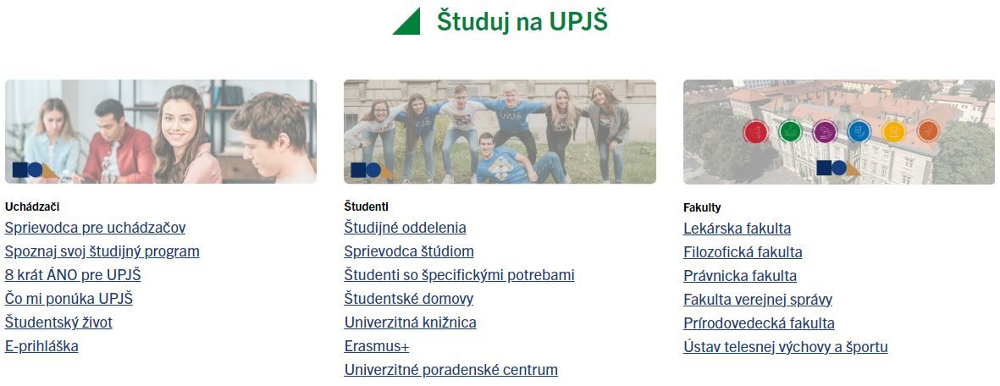 Študuj na UPJŠ
Uchádzači
Sprievodca pre uchádzačov
Spoznaj svoj študijný program
8 krát ÁNO pre UPJŠ
Čo mi ponúka UPJŠ
Študentský život
E-prihláška
Študenti
Študijné oddelenia
Sprievodca štúdiom
Študenti so špecifickými potrebami
Študentské domovy
Univerzitná knižnica
Erasmus+
Univerzitné poradenské centrum
Fakulty
Lekárska fakulta
Filozofická fakulta
Právnicka fakulta
Fakulta verejnej správy
Prírodovedecká fakulta
Ústav telesnej výchovy a športu